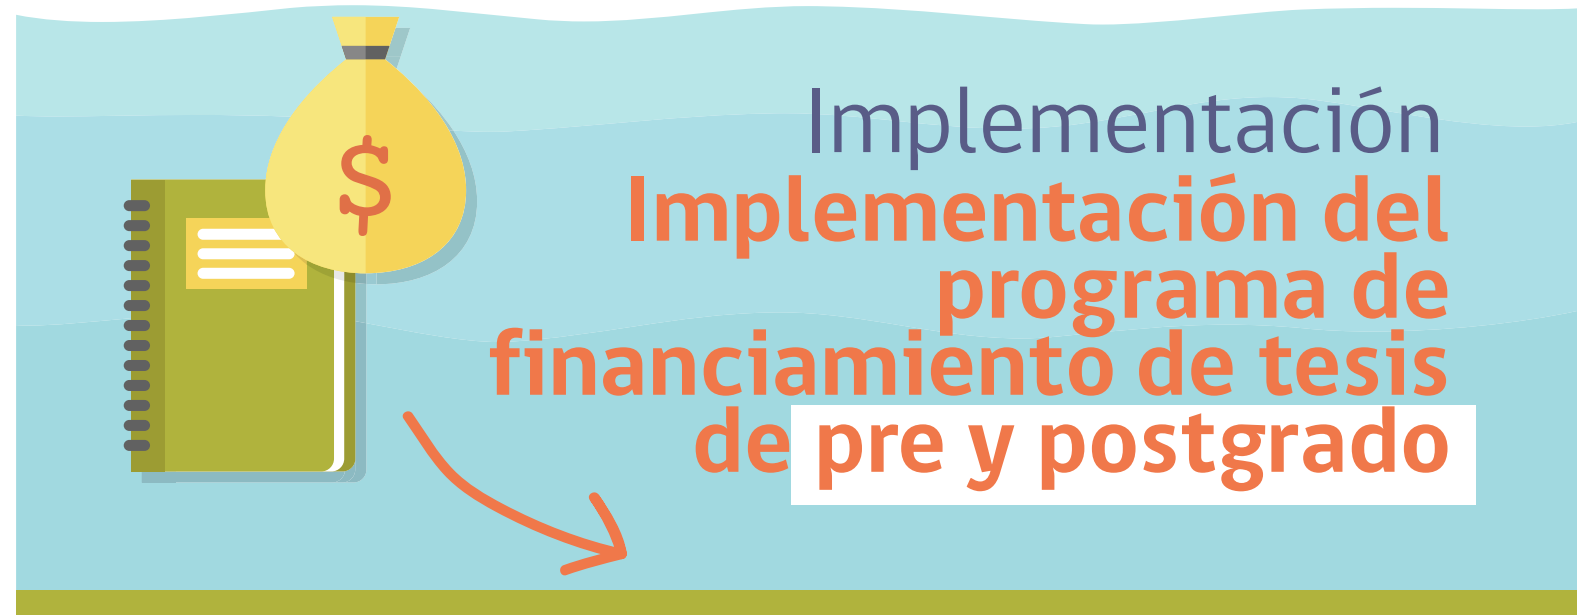 $
Implementación
Implementación del
programa de
financiamiento de tesis
de pre y postgrado